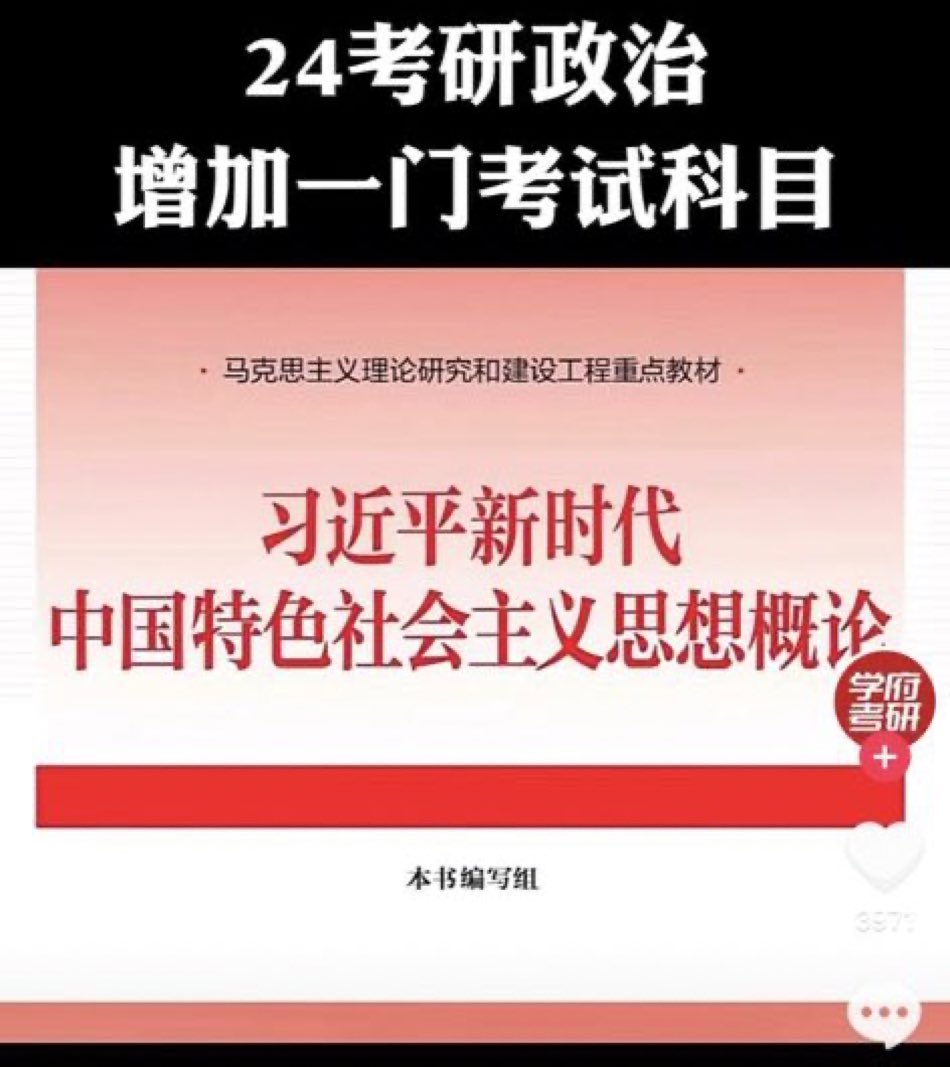 24考研政治
增加一门考试科目
· 马克思主义理论研究和建设工程重点教材 ·
习近平新时代
中国特色社会主义思想概论
学府
考研
本书编写组
3971